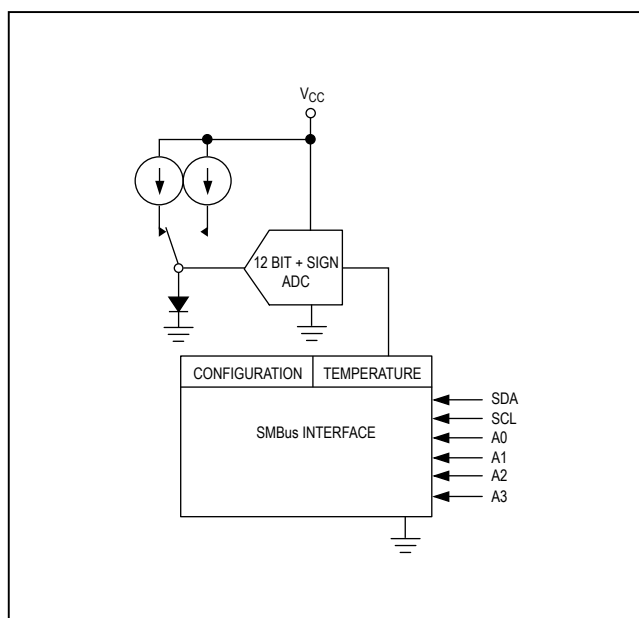 VCC
12 BIT + SIGN
ADC
CONFIGURATION
TEMPERATURE
SMBus INTERFACE
SDA
SCL
A0
A1
A2
A3